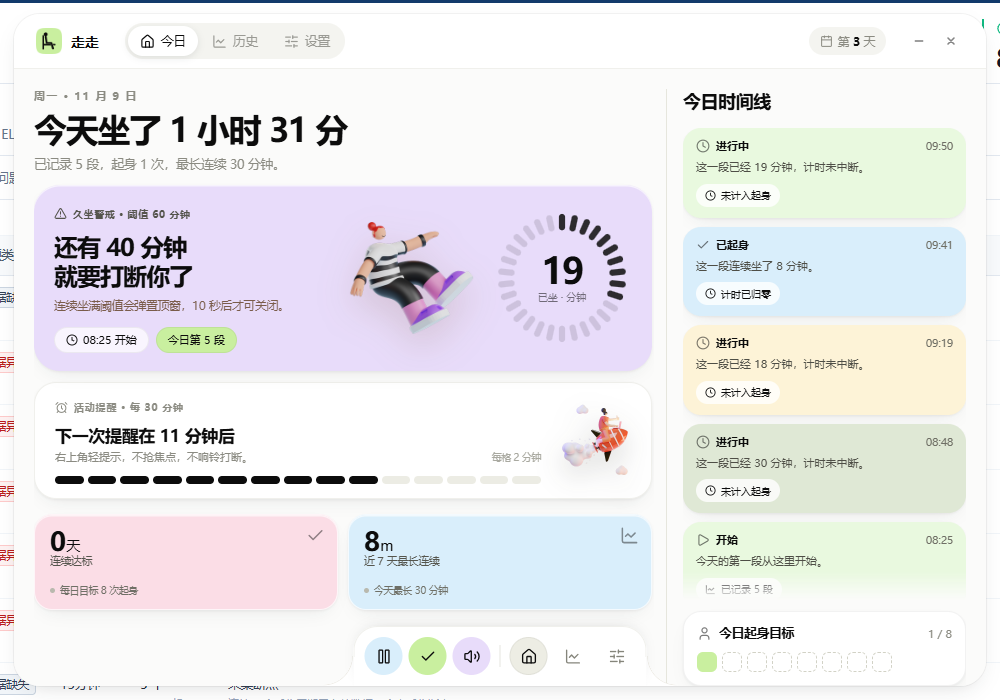 走走
今日
历史
设置
第 3 天
周一 • 11 月 9 日
今天坐了 1 小时 31 分
已记录 5 段，起身 1 次，最长连续 30 分钟。
久坐警戒 • 阈值 60 分钟
还有 40 分钟
就要打断你了
连续坐满阈值会弹置顶窗，10 秒后才可关闭。
08:25 开始
今日第 5 段
19
已坐 · 分钟
活动提醒 • 每 30 分钟
下一次提醒在 11 分钟后
右上角轻提示，不抢焦点，不响铃打断。
每格 2 分钟
0天
连续达标
每日目标 8 次起身
8m
近 7 天最长连续
今天最长 30 分钟
今日时间线
进行中 09:50
这一段已经 19 分钟，计时未中断。
未计入起身
已起身 09:41
这一段连续坐了 8 分钟。
计时已归零
进行中 09:19
这一段已经 18 分钟，计时未中断。
未计入起身
进行中 08:48
这一段已经 30 分钟，计时未中断。
未计入起身
开始 08:25
今天的第一段从这里开始。
已记录 5 段
今日起身目标 1 / 8